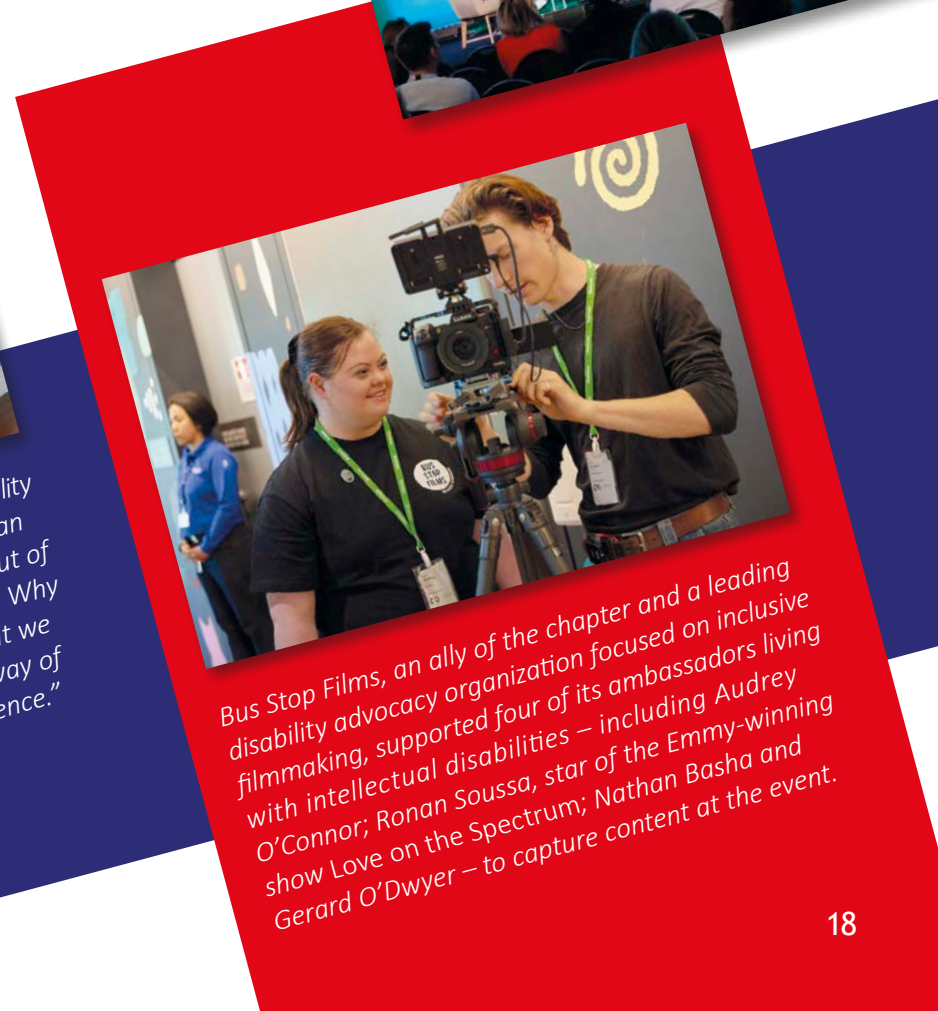 lity
an
ut of
Why
t we
way of
ence.”
LUMIX
BUS
STOP
FILMS
Bus Stop Films, an ally of the chapter and a leading
disability advocacy organization focused on inclusive
filmmaking, supported four of its ambassadors living
with intellectual disabilities – including Audrey
O’Connor; Ronan Soussa, star of the Emmy-winning
show Love on the Spectrum; Nathan Basha and
Gerard O’Dwyer – to capture content at the event.
18